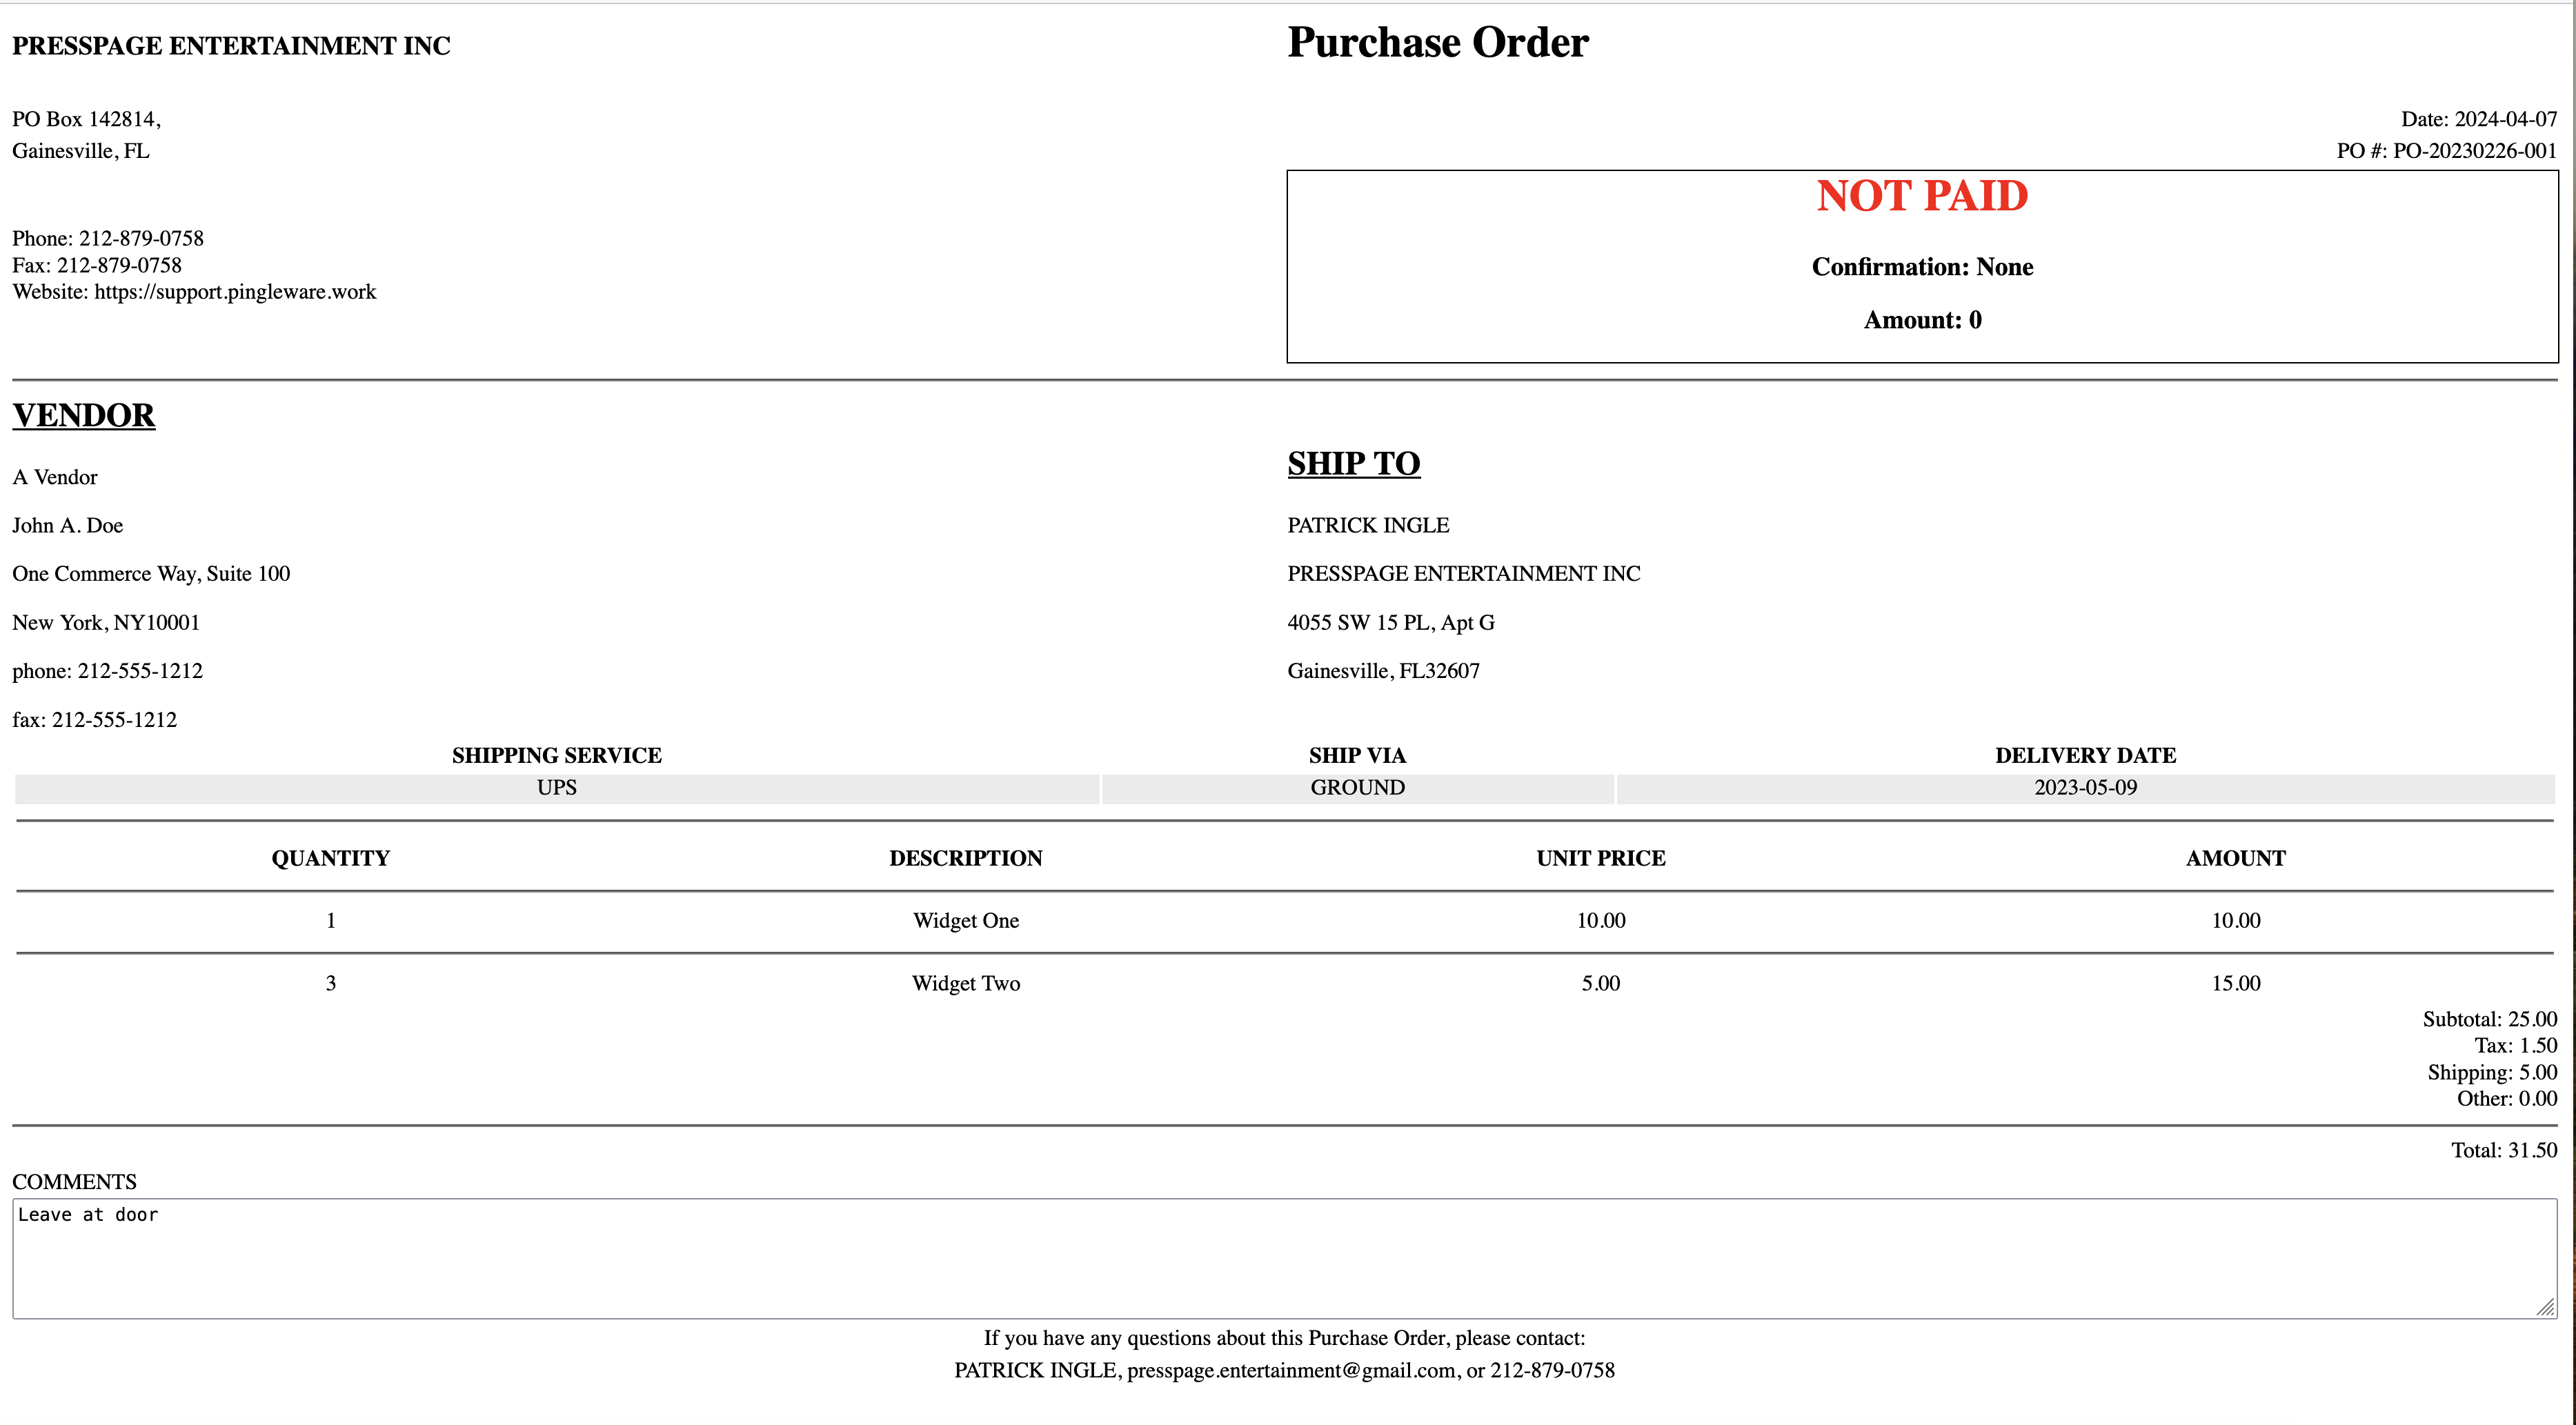 PRESSPAGE ENTERTAINMENT INC
Purchase Order
PO Box 142814,
Gainesville, FL
Date: 2024-04-07
PO #: PO-20230226-001
Phone: 212-879-0758
Fax: 212-879-0758
Website: https://support.pingleware.work
NOT PAID
Confirmation: None
Amount: 0
VENDOR
A Vendor
John A. Doe
One Commerce Way, Suite 100
New York, NY10001
phone: 212-555-1212
fax: 212-555-1212
SHIP TO
PATRICK INGLE
PRESSPAGE ENTERTAINMENT INC
4055 SW 15 PL, Apt G
Gainesville, FL32607
SHIPPING SERVICE SHIP VIA DELIVERY DATE
UPS GROUND 2023-05-09
QUANTITY DESCRIPTION UNIT PRICE AMOUNT
1 Widget One 10.00 10.00
3 Widget Two 5.00 15.00
Subtotal: 25.00
Tax: 1.50
Shipping: 5.00
Other: 0.00
Total: 31.50
COMMENTS
Leave at door
If you have any questions about this Purchase Order, please contact:
PATRICK INGLE, presspage.entertainment@gmail.com, or 212-879-0758